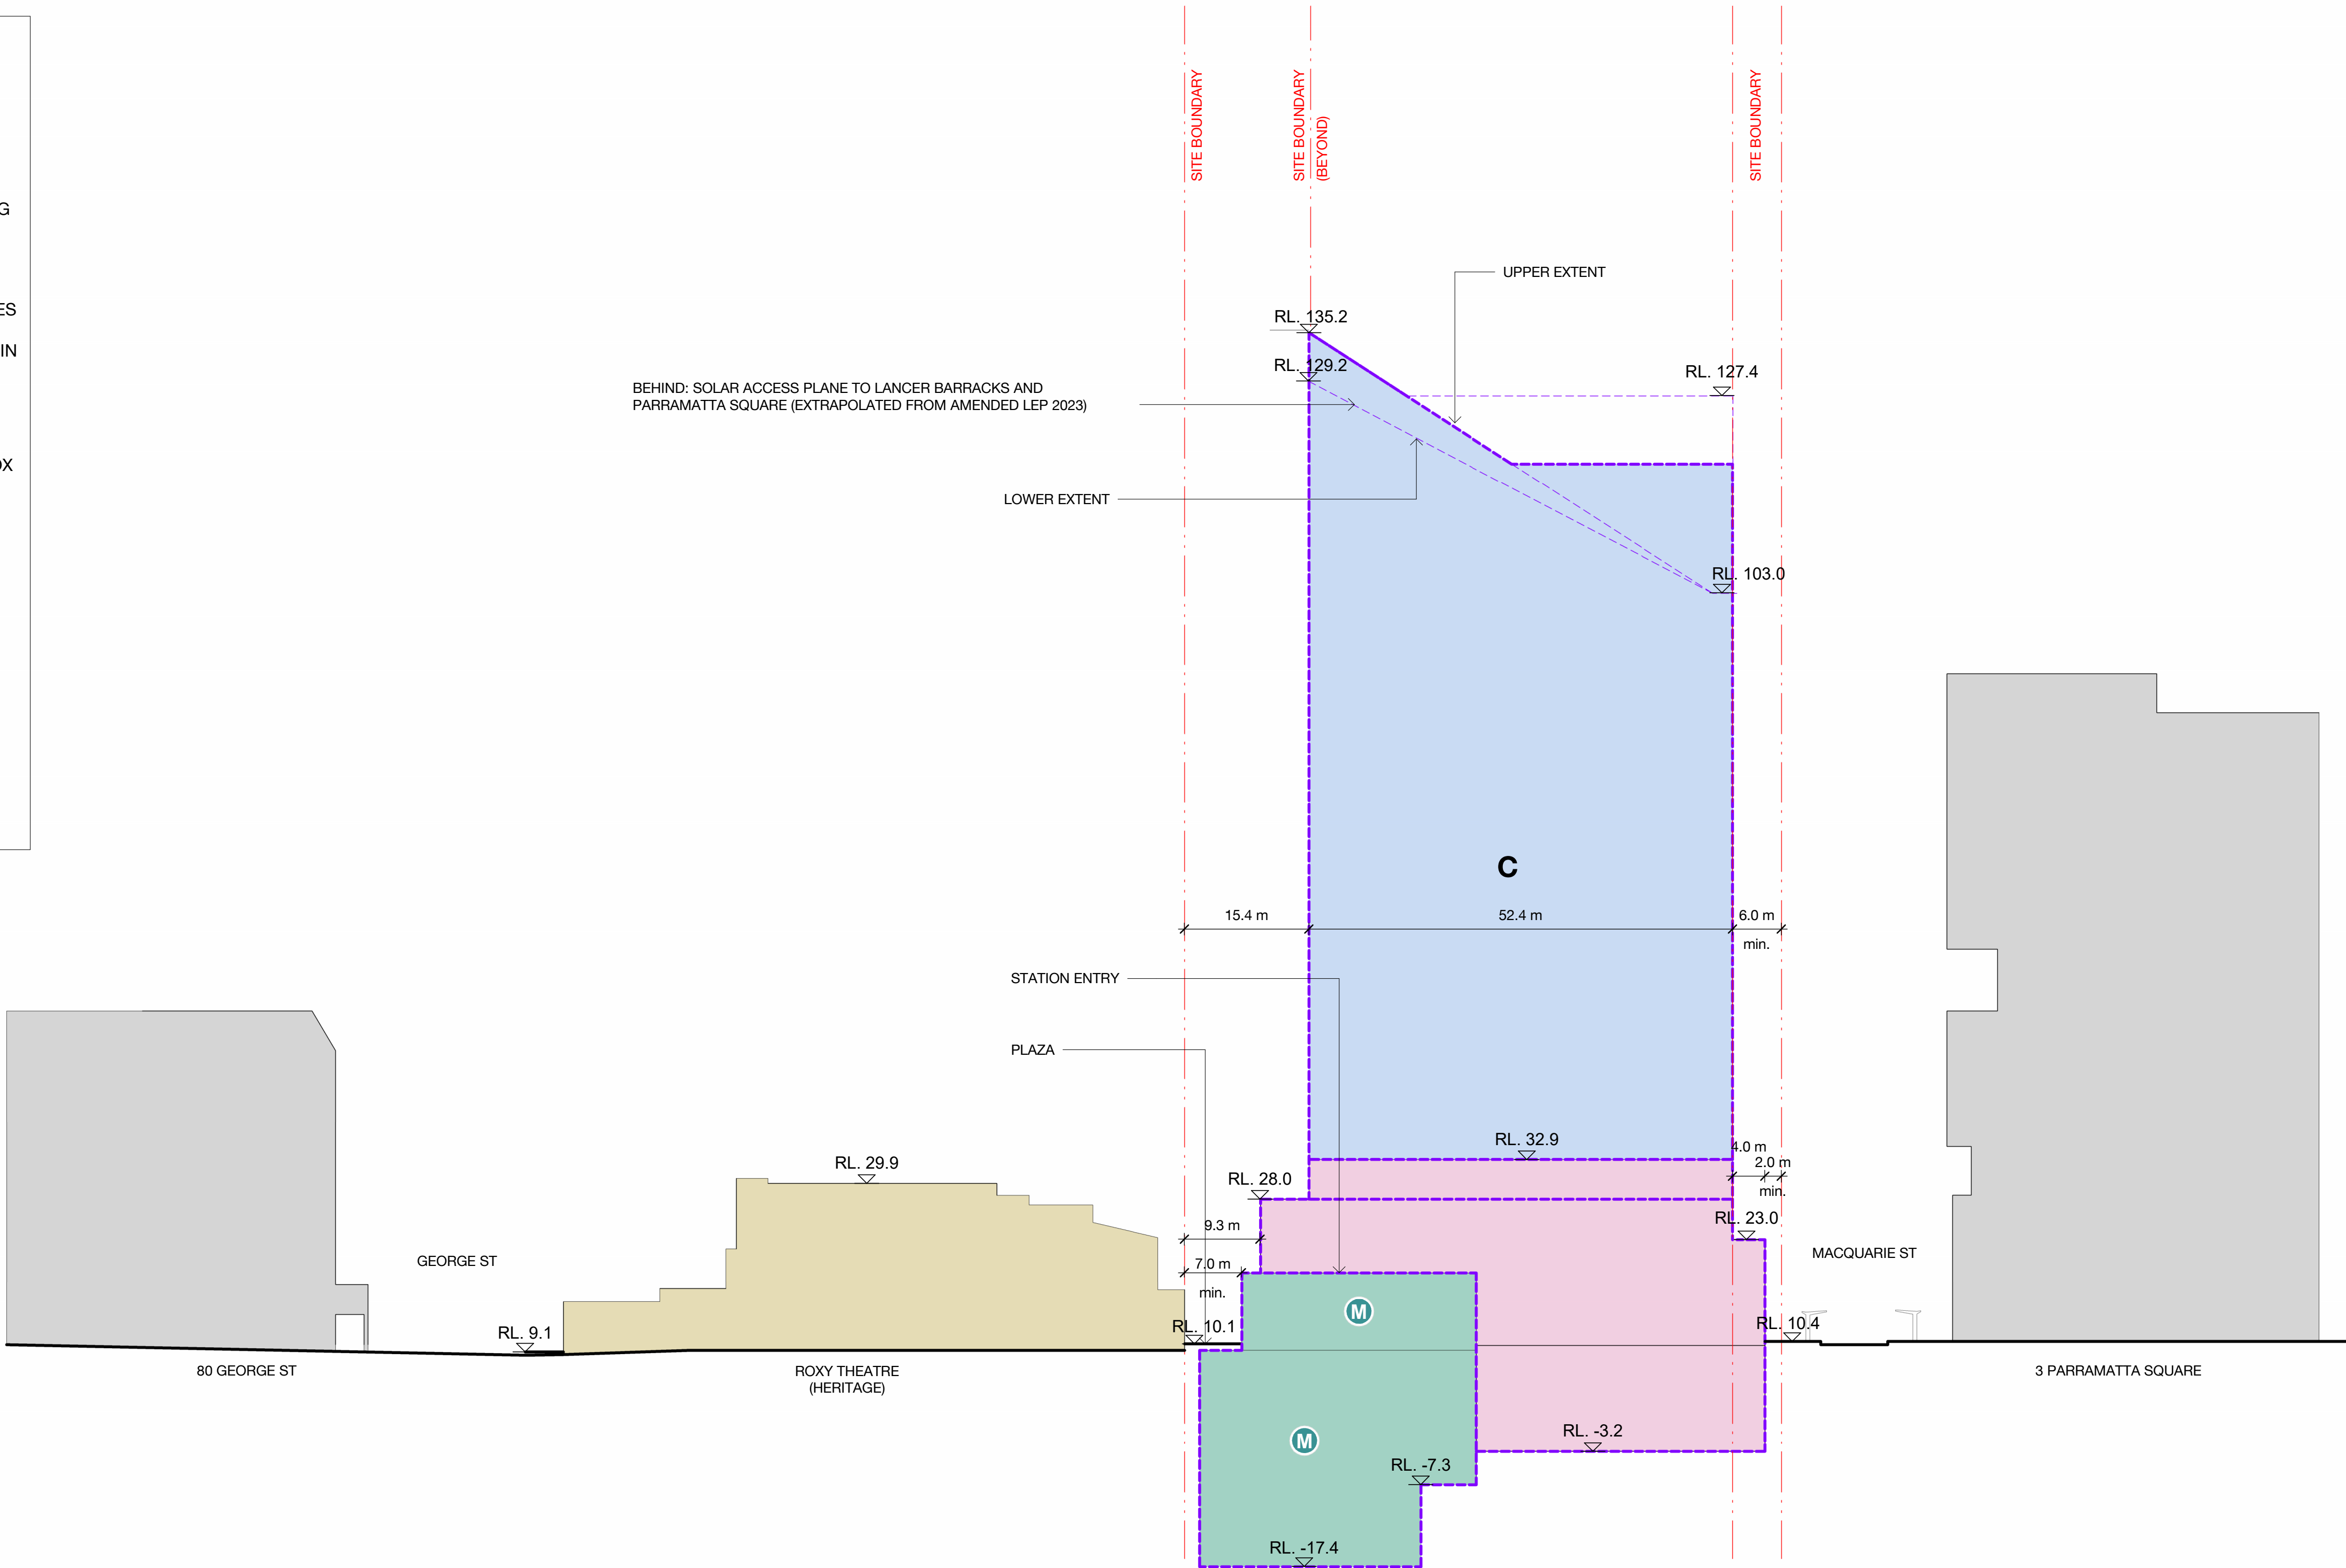 SITE BOUNDARY
SITE BOUNDARY
(BEYOND)
SITE BOUNDARY
G
ES
IN
OX
UPPER EXTENT
RL. 135.2
RL. 129.2
RL. 127.4
BEHIND: SOLAR ACCESS PLANE TO LANCER BARRACKS AND
PARRAMATTA SQUARE (EXTRAPOLATED FROM AMENDED LEP 2023)
LOWER EXTENT
RL. 103.0
C
15.4 m
52.4 m
6.0 m
min.
STATION ENTRY
PLAZA
RL. 32.9
4.0 m
2.0 m
min.
RL. 29.9
RL. 28.0
RL. 23.0
9.3 m
7.0 m
min.
GEORGE ST
MACQUARIE ST
M
RL. 9.1
RL. 10.1
RL. 10.4
80 GEORGE ST
ROXY THEATRE
(HERITAGE)
3 PARRAMATTA SQUARE
M
RL. -3.2
RL. -7.3
RL. -17.4